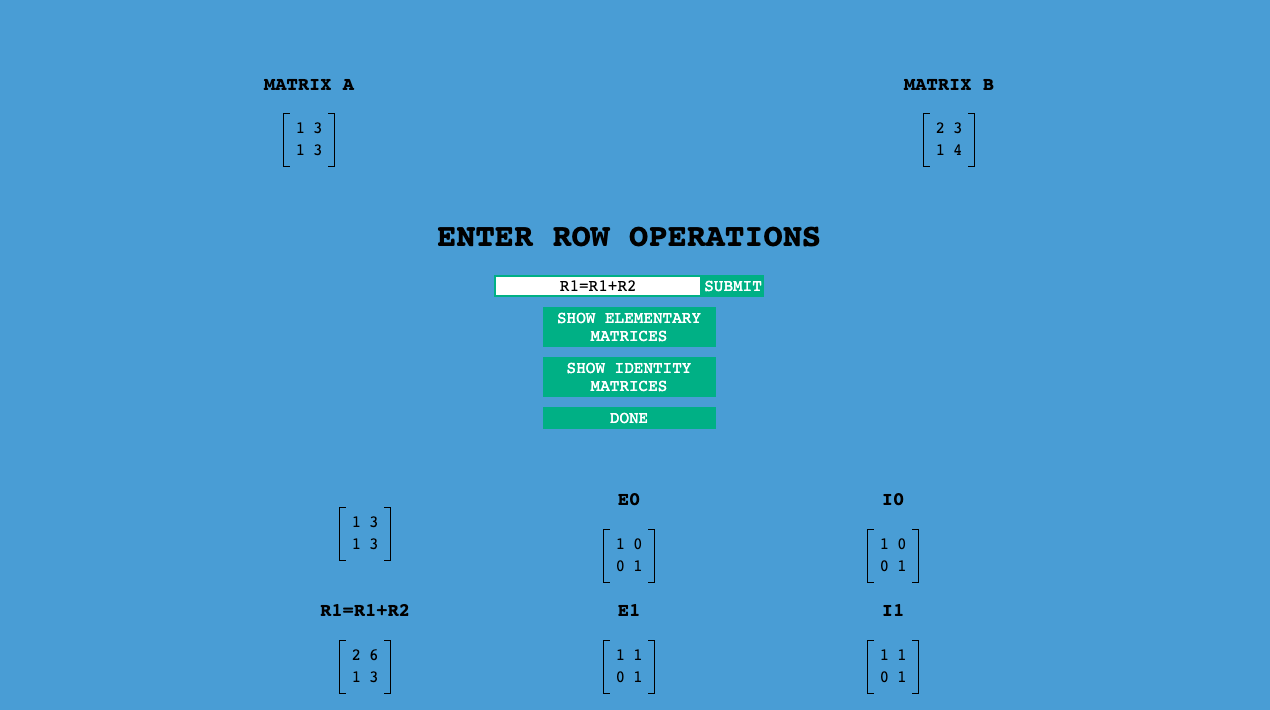 MATRIX A
1 3
1 3
MATRIX B
2 3
1 4
ENTER ROW OPERATIONS
R1=R1+R2 SUBMIT
SHOW ELEMENTARY
MATRICES
SHOW IDENTITY
MATRICES
DONE
1 3
1 3
E0
1 0
0 1
I0
1 0
0 1
R1=R1+R2
2 6
1 3
E1
1 1
0 1
I1
1 1
0 1